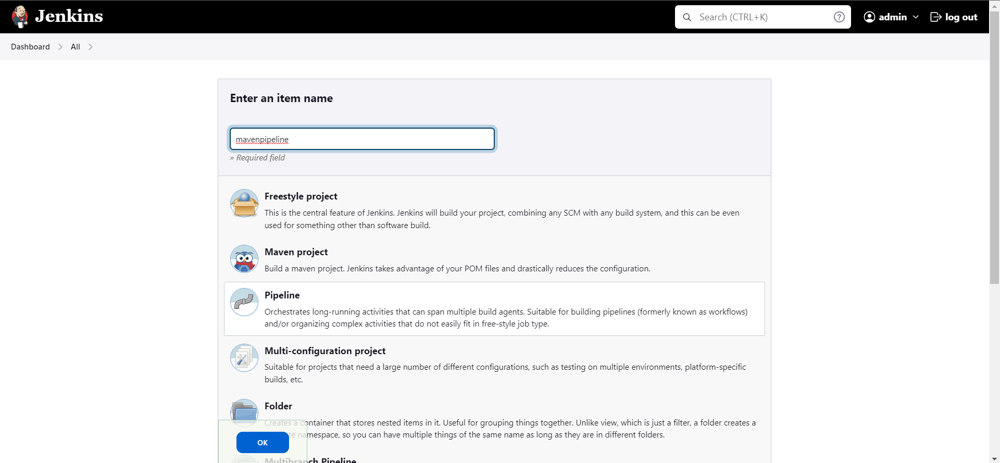 Jenkins
Search (CTRL+K)
?
admin
log out
Dashboard
All
Enter an item name
mavenpipeline
» Required field
Freestyle project
This is the central feature of Jenkins. Jenkins will build your project, combining any SCM with any build system, and this can be even
used for something other than software build.
Maven project
Build a maven project. Jenkins takes advantage of your POM files and drastically reduces the configuration.
Pipeline
Orchestrates long-running activities that can span multiple build agents. Suitable for building pipelines (formerly known as workflows)
and/or organizing complex activities that do not easily fit in free-style job type.
Multi-configuration project
Suitable for projects that need a large number of different configurations, such as testing on multiple environments, platform-specific
builds, etc.
Folder
Creates a container that stores nested items in it. Useful for grouping things together. Unlike view, which is just a filter, a folder creates a
namespace, so you can have multiple things of the same name as long as they are in different folders.
OK
Multibranch Pipeline